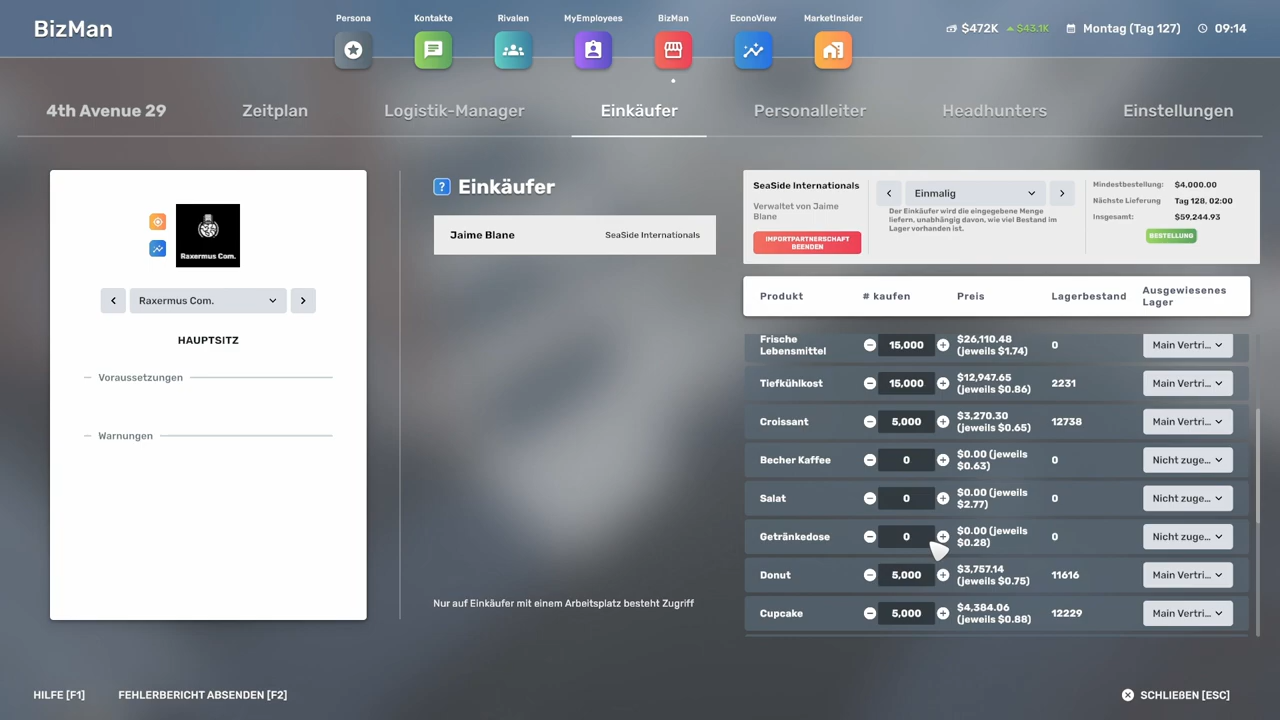 BizMan
Persona
Kontakte
Rivalen
MyEmployees
BizMan
EconoView
MarketInsider
$472K
$43.1K
Montag (Tag 127)
09:14
4th Avenue 29
Zeitplan
Logistik-Manager
Einkäufer
Personalleiter
Headhunters
Einstellungen
Raxermus Com.
Raxermus Com.
HAUPTSITZ
Voraussetzungen
Warnungen
? Einkäufer
Jaime Blane
SeaSide Internationals
Nur auf Einkäufer mit einem Arbeitsplatz besteht Zugriff
SeaSide Internationals
Verwaltet von Jaime
Blane
IMPORTPARTNERSCHAFT
BEENDEN
Einmalig
Der Einkäufer wird die eingegebene Menge
liefern, unabhängig davon, wie viel Bestand im
Lager vorhanden ist.
Mindestbestellung: $4,000.00
Nächste Lieferung Tag 128, 02:00
Insgesamt: $59,244.93
BESTELLUNG
Produkt
# kaufen
Preis
Lagerbestand
Ausgewiesenes
Lager
Frische
Lebensmittel
15,000
$26,110.48
(jeweils $1.74)
0
Main Vertri...
Tiefkühlkost
15,000
$12,947.65
(jeweils $0.86)
2231
Main Vertri...
Croissant
5,000
$3,270.30
(jeweils $0.65)
12738
Main Vertri...
Becher Kaffee
0
$0.00 (jeweils
$0.63)
0
Nicht zuge...
Salat
0
$0.00 (jeweils
$2.77)
0
Nicht zuge...
Getränkedose
0
$0.00 (jeweils
$0.28)
0
Nicht zuge...
Donut
5,000
$3,757.14
(jeweils $0.75)
11616
Main Vertri...
Cupcake
5,000
$4,384.06
(jeweils $0.88)
12229
Main Vertri...
HILFE [F1]
FEHLERBERICHT ABSENDEN [F2]
SCHLIEßEN [ESC]